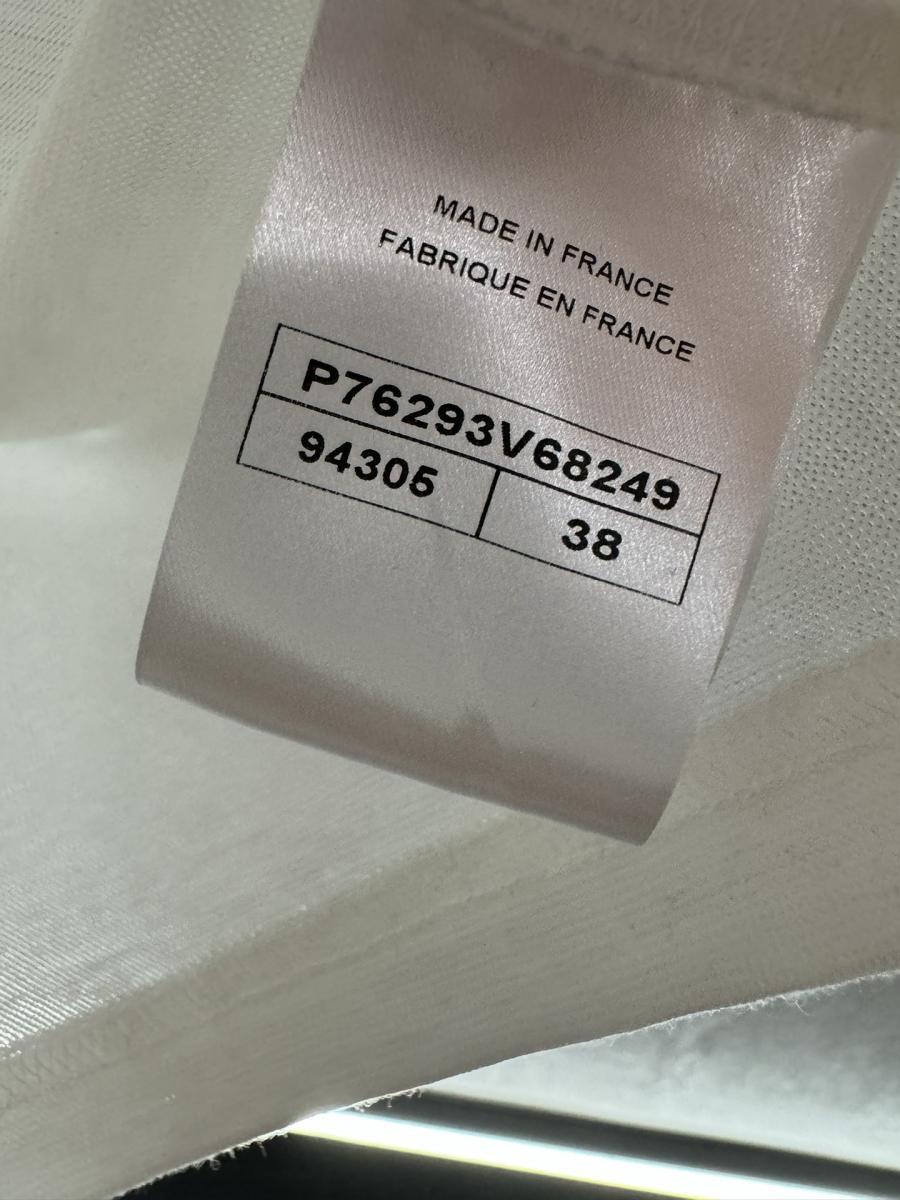 MADE IN FRANCE
FABRIQUE EN FRANCE
P76293V68249
94305 38